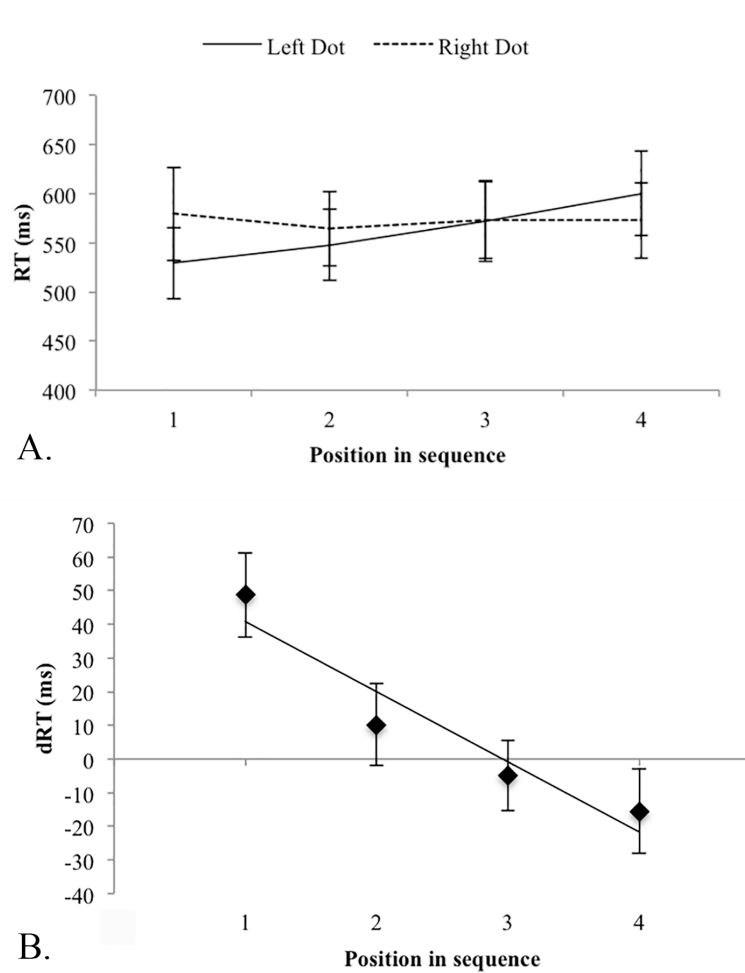 Left Dot Right Dot
700
650
600
550
500
450
400
RT (ms)
1 2 3 4
A.
Position in sequence
70
60
50
40
30
20
10
0
-10
-20
-30
-40
dRT (ms)
1 2 3 4
B.
Position in sequence